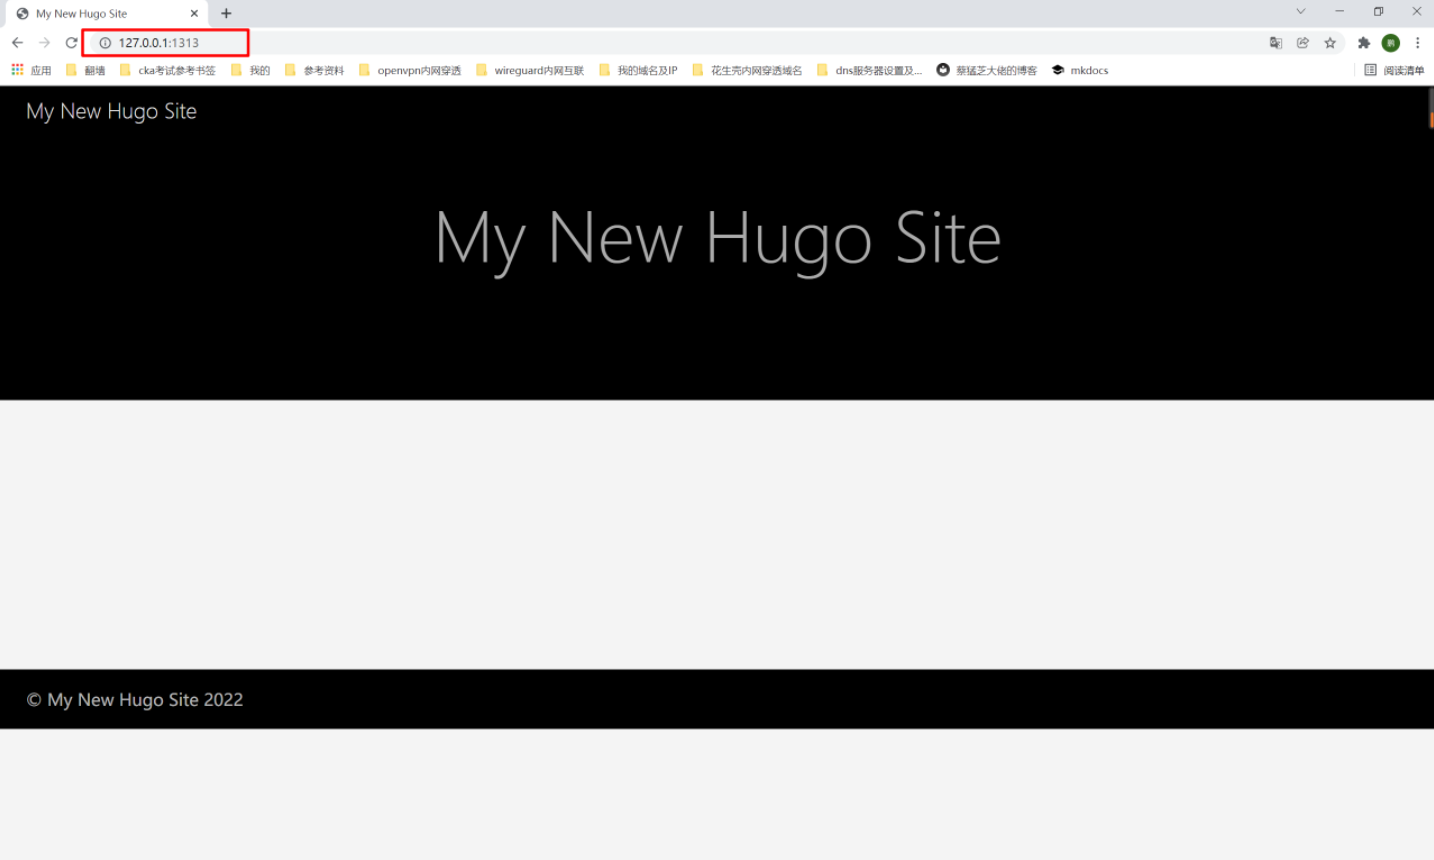 My New Hugo Site
127.0.0.1:1313
应用 翻墙 cka考试参考书签 我的 参考资料 openvpn内网穿透 wireguard内网互联 我的域名及IP 花生壳内网穿透域名 dns服务器设置及... 蔡猛芝大佬的博客 mkdocs 阅读清单
My New Hugo Site
My New Hugo Site
© My New Hugo Site 2022